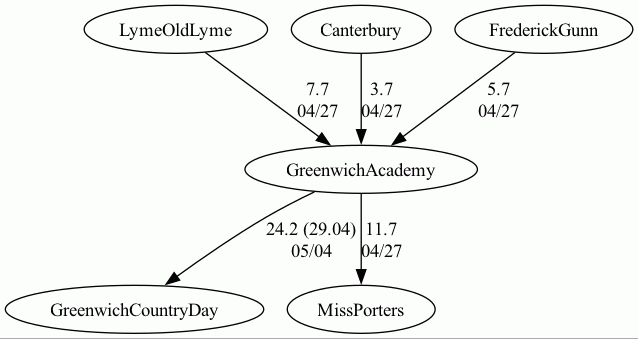 LymeOldLyme
Canterbury
FrederickGunn
7.7
04/27
3.7
04/27
5.7
04/27
GreenwichAcademy
24.2 (29.04)
05/04
11.7
04/27
GreenwichCountryDay
MissPorters